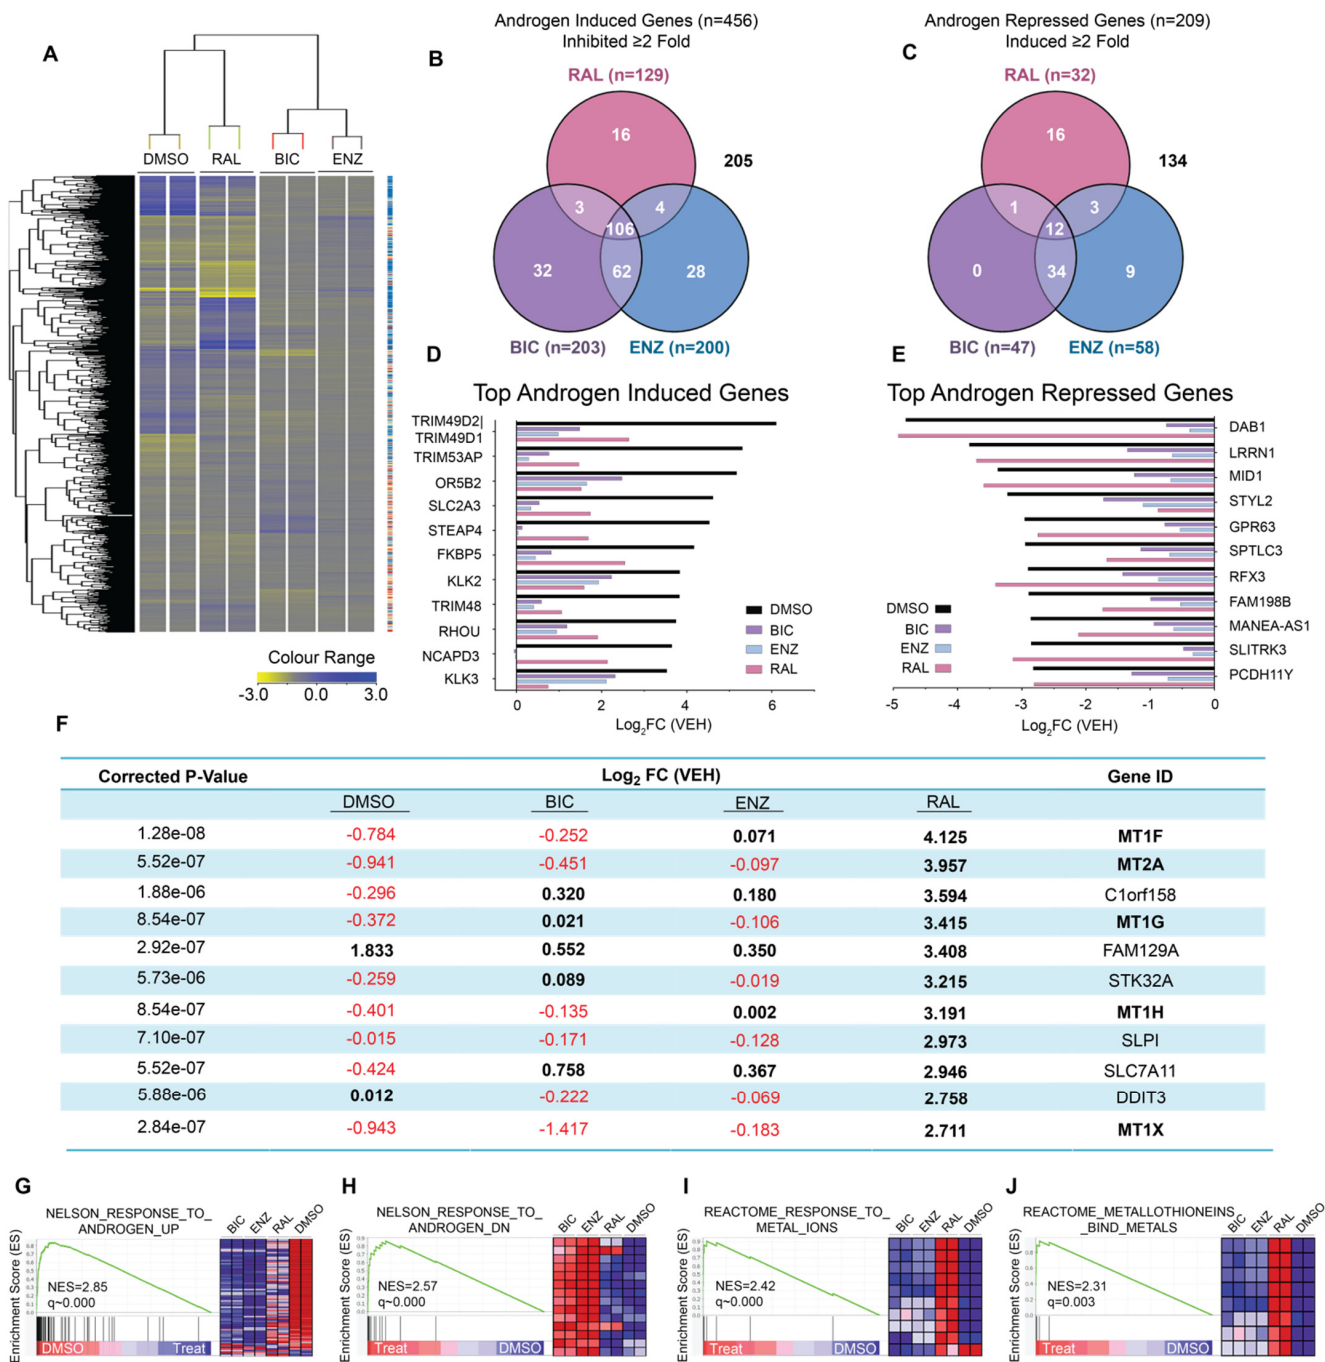 A
DMSO
RAL
BIC
ENZ
Colour Range
-3.0
0.0
3.0
B
Androgen Induced Genes (n=456)
Inhibited ≥2 Fold
RAL (n=129)
16
205
3
4
106
32
62
28
BIC (n=203)
ENZ (n=200)
C
Androgen Repressed Genes (n=209)
Induced ≥2 Fold
RAL (n=32)
16
134
1
3
12
0
34
9
BIC (n=47)
ENZ (n=58)
D
Top Androgen Induced Genes
TRIM49D2|
TRIM49D1
TRIM53AP
OR5B2
SLC2A3
STEAP4
FKBP5
KLK2
TRIM48
RHOU
NCAPD3
KLK3
DMSO
BIC
ENZ
RAL
0 2 4 6
Log2FC (VEH)
E
Top Androgen Repressed Genes
DAB1
LRRN1
MID1
STYL2
GPR63
SPTLC3
RFX3
FAM198B
MANEA-AS1
SLITRK3
PCDH11Y
DMSO
BIC
ENZ
RAL
-5 -4 -3 -2 -1 0
Log2FC (VEH)
F
Corrected P-Value Log2 FC (VEH) Gene ID
DMSO BIC ENZ RAL
1.28e-08 -0.784 -0.252 0.071 4.125 MT1F
5.52e-07 -0.941 -0.451 -0.097 3.957 MT2A
1.88e-06 -0.296 0.320 0.180 3.594 C1orf158
8.54e-07 -0.372 0.021 -0.106 3.415 MT1G
2.92e-07 1.833 0.552 0.350 3.408 FAM129A
5.73e-06 -0.259 0.089 -0.019 3.215 STK32A
8.54e-07 -0.401 -0.135 0.002 3.191 MT1H
7.10e-07 -0.015 -0.171 -0.128 2.973 SLPI
5.52e-07 -0.424 0.758 0.367 2.946 SLC7A11
5.88e-06 0.012 -0.222 -0.069 2.758 DDIT3
2.84e-07 -0.943 -1.417 -0.183 2.711 MT1X
G
NELSON_RESPONSE_TO_
ANDROGEN_UP
BIC
ENZ
RAL
DMSO
Enrichment Score (ES)
NES=2.85
q~0.000
DMSO
Treat
H
NELSON_RESPONSE_TO_
ANDROGEN_DN
BIC
ENZ
RAL
DMSO
Enrichment Score (ES)
NES=2.57
q~0.000
Treat
DMSO
I
REACTOME_RESPONSE_TO_
METAL_IONS
BIC
ENZ
RAL
DMSO
Enrichment Score (ES)
NES=2.42
q~0.000
Treat
DMSO
J
REACTOME_METALLOTHIONEINS
_BIND_METALS
BIC
ENZ
RAL
DMSO
Enrichment Score (ES)
NES=2.31
q=0.003
Treat
DMSO